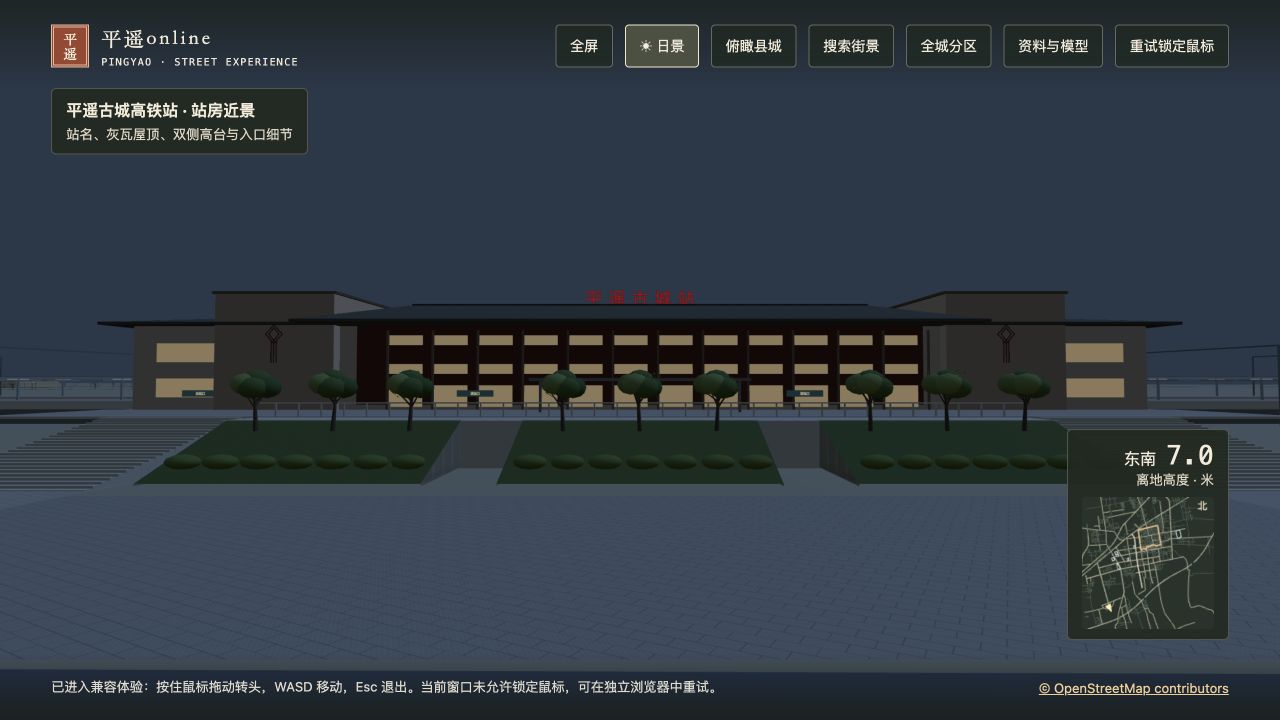 平遥
平遥online
PINGYAO · STREET EXPERIENCE
全屏
☀ 日景
俯瞰县城
搜索街景
全城分区
资料与模型
重试锁定鼠标
平遥古城高铁站 · 站房近景
站名、灰瓦屋顶、双侧高台与入口细节
平遥古城站
东南 7.0
离地高度 · 米
北
已进入兼容体验：按住鼠标拖动转头，WASD 移动，Esc 退出。当前窗口未允许锁定鼠标，可在独立浏览器中重试。
© OpenStreetMap contributors